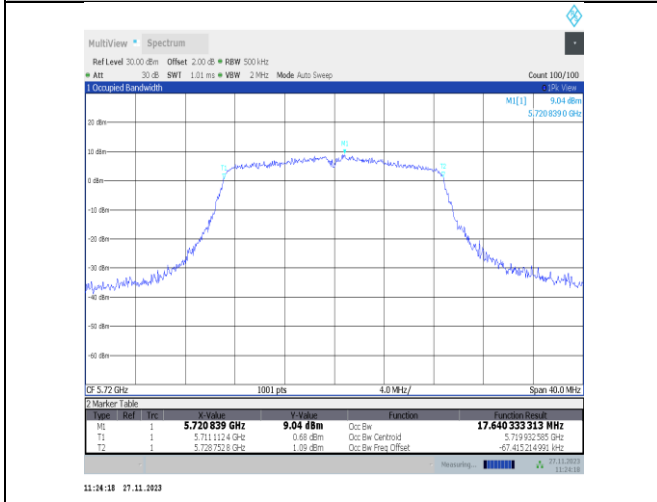 MultiView Spectrum
Ref Level 30.00 dBm Offset 2.00 dB RBW 500 kHz
Att 30 dB SWT 1.01 ms VBW 2 MHz Mode Auto Sweep Count 100/100
1 Occupied Bandwidth 1Pk View
M1[1] 9.04 dBm
5.720 839 0 GHz
20 dBm
M1
10 dBm
0 dBm
-10 dBm
-20 dBm
-30 dBm
-40 dBm
-50 dBm
-60 dBm
CF 5.72 GHz 1001 pts 4.0 MHz/ Span 40.0 MHz
2 Marker Table
Type Ref Trc X-Value Y-Value Function Function Result
M1 1 5.720 839 GHz 9.04 dBm Occ Bw 17.640 333 313 MHz
T1 1 5.711 112 4 GHz 0.68 dBm Occ Bw Centroid 5.719 932 585 GHz
T2 1 5.728 752 8 GHz 1.09 dBm Occ Bw Freq Offset -67.415 214 991 kHz
Measuring... 27.11.2023
11:24:18
11:24:18 27.11.2023